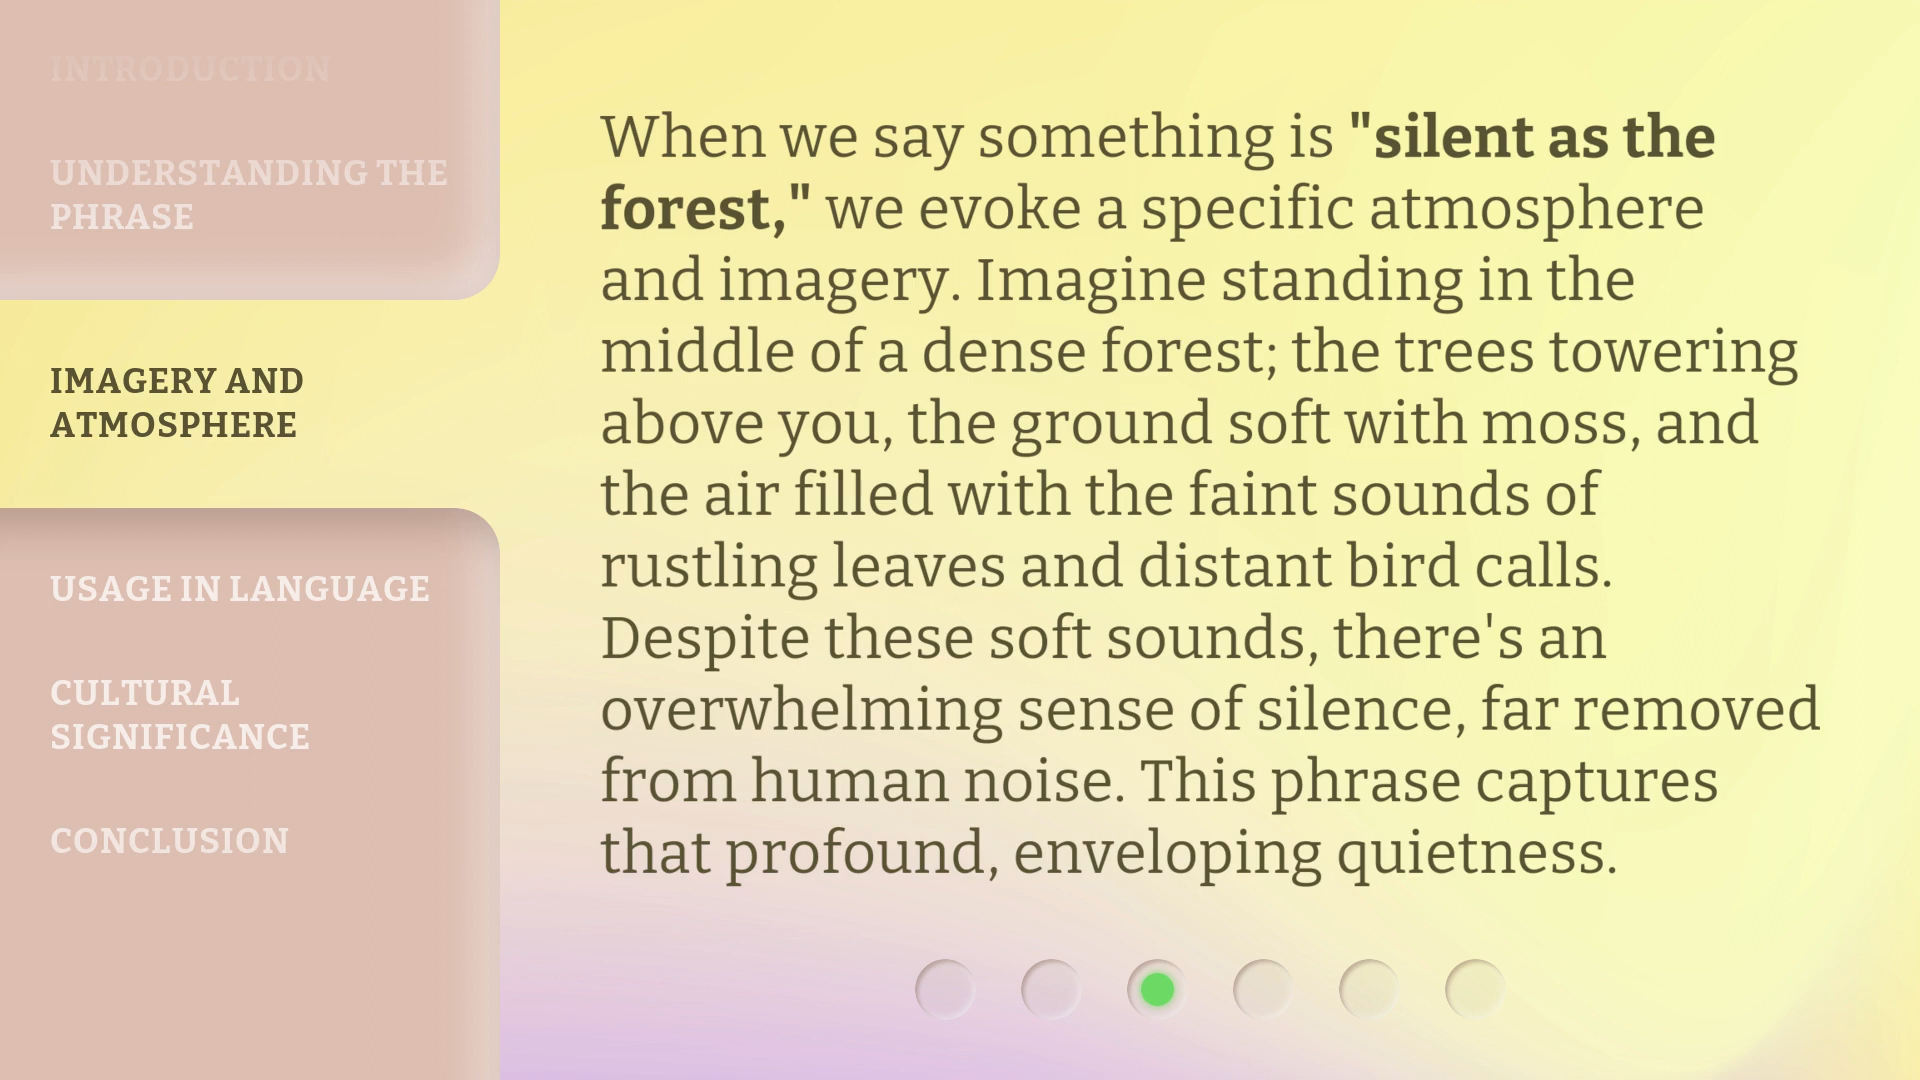 INTRODUCTION
UNDERSTANDING THE
PHRASE
IMAGERY AND
ATMOSPHERE
USAGE IN LANGUAGE
CULTURAL
SIGNIFICANCE
CONCLUSION
When we say something is "silent as the
forest," we evoke a specific atmosphere
and imagery. Imagine standing in the
middle of a dense forest; the trees towering
above you, the ground soft with moss, and
the air filled with the faint sounds of
rustling leaves and distant bird calls.
Despite these soft sounds, there's an
overwhelming sense of silence, far removed
from human noise. This phrase captures
that profound, enveloping quietness.